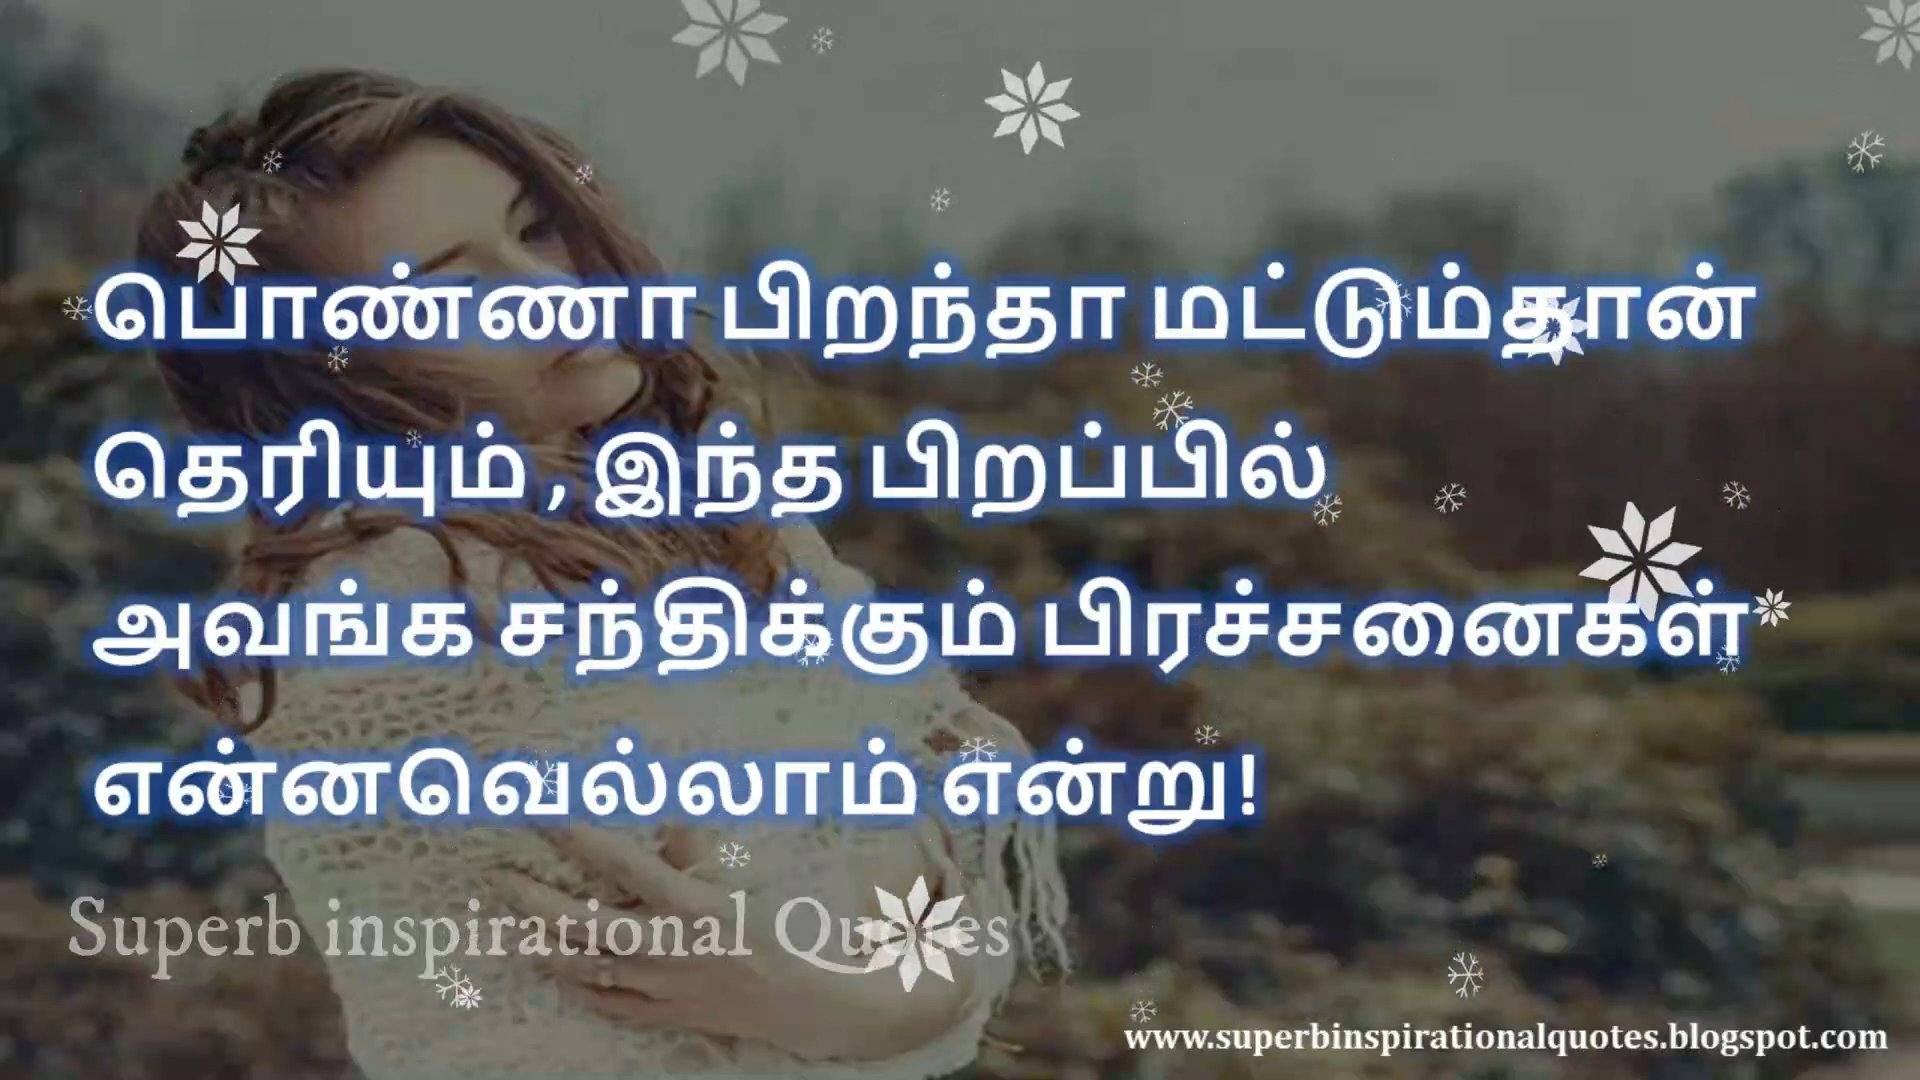 பொண்ணா பிறந்தா மட்டும்தான்
தெரியும் , இந்த பிறப்பில்
அவங்க சந்திக்கும் பிரச்சனைகள்
என்னவெல்லாம் என்று!
Superb inspirational Quotes
www.superbinspirationalquotes.blogspot.com